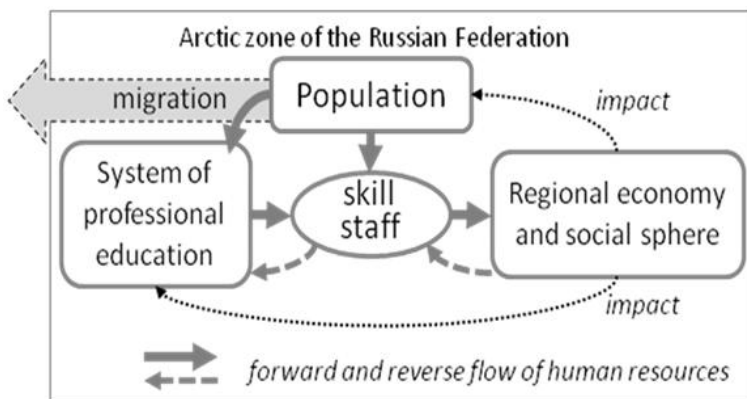 Arctic zone of the Russian Federation
migration
Population
impact
System of
professional
education
skill
staff
Regional economy
and social sphere
impact
forward and reverse flow of human resources